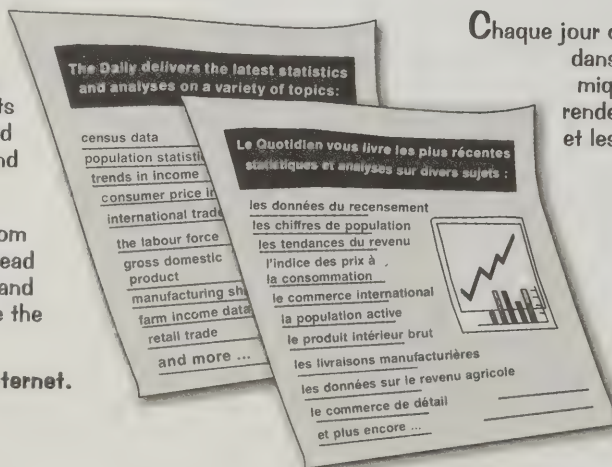 ts
d
nd
om
ead
and
e the
ternet.
The Daily delivers the latest statistics
and analyses on a variety of topics:
census data
population statisti
trends in income
consumer price in
international trade
the labour force
gross domestic
product
manufacturing sh
farm income data
retail trade
and more ...
Le Quotidien vous livre les plus récentes
statistiques et analyses sur divers sujets :
les données du recensement
les chiffres de population
les tendances du revenu
l'indice des prix à
la consommation
le commerce international
la population active
le produit intérieur brut
les livraisons manufacturières
les données sur le revenu agricole
le commerce de détail
et plus encore ...
Chaque jour
dans
miq
rende
et les